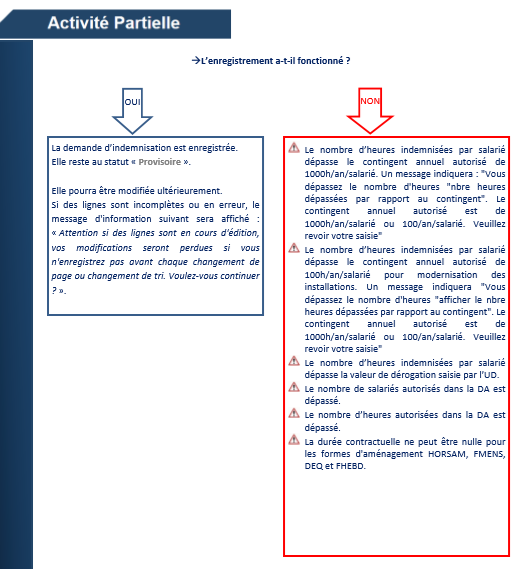 Activité Partielle
→L'enregistrement a-t-il fonctionné ?
OUI
NON
La demande d'indemnisation est enregistrée.
Elle reste au statut « Provisoire ».
Elle pourra être modifiée ultérieurement.
Si des lignes sont incomplètes ou en erreur, le
message d'information suivant sera affiché :
« Attention si des lignes sont en cours d'édition,
vos modifications seront perdues si vous
n'enregistrez pas avant chaque changement de
page ou changement de tri. Voulez-vous continuer
? ».
Le nombre d'heures indemnisées par salarié
dépasse le contingent annuel autorisé de
1000h/an/salarié. Un message indiquera : "Vous
dépassez le nombre d'heures "nbre heures
dépassées par rapport au contingent". Le
contingent annuel autorisé est de
1000h/an/salarié ou 100/an/salarié. Veuillez
revoir votre saisie"
Le nombre d'heures indemnisées par salarié
dépasse le contingent annuel autorisé de
100h/an/salarié pour modernisation des
installations. Un message indiquera "Vous
dépassez le nombre d'heures "afficher le nbre
heures dépassées par rapport au contingent". Le
contingent annuel autorisé est de
1000h/an/salarié ou 100/an/salarié. Veuillez
revoir votre saisie"
Le nombre d'heures indemnisées par salarié
dépasse la valeur de dérogation saisie par l'UD.
Le nombre de salariés autorisés dans la DA est
dépassé.
Le nombre d'heures autorisées dans la DA est
dépassé.
La durée contractuelle ne peut être nulle pour
les formes d'aménagement HORSAM, FMENS,
DEQ et FHEBD.